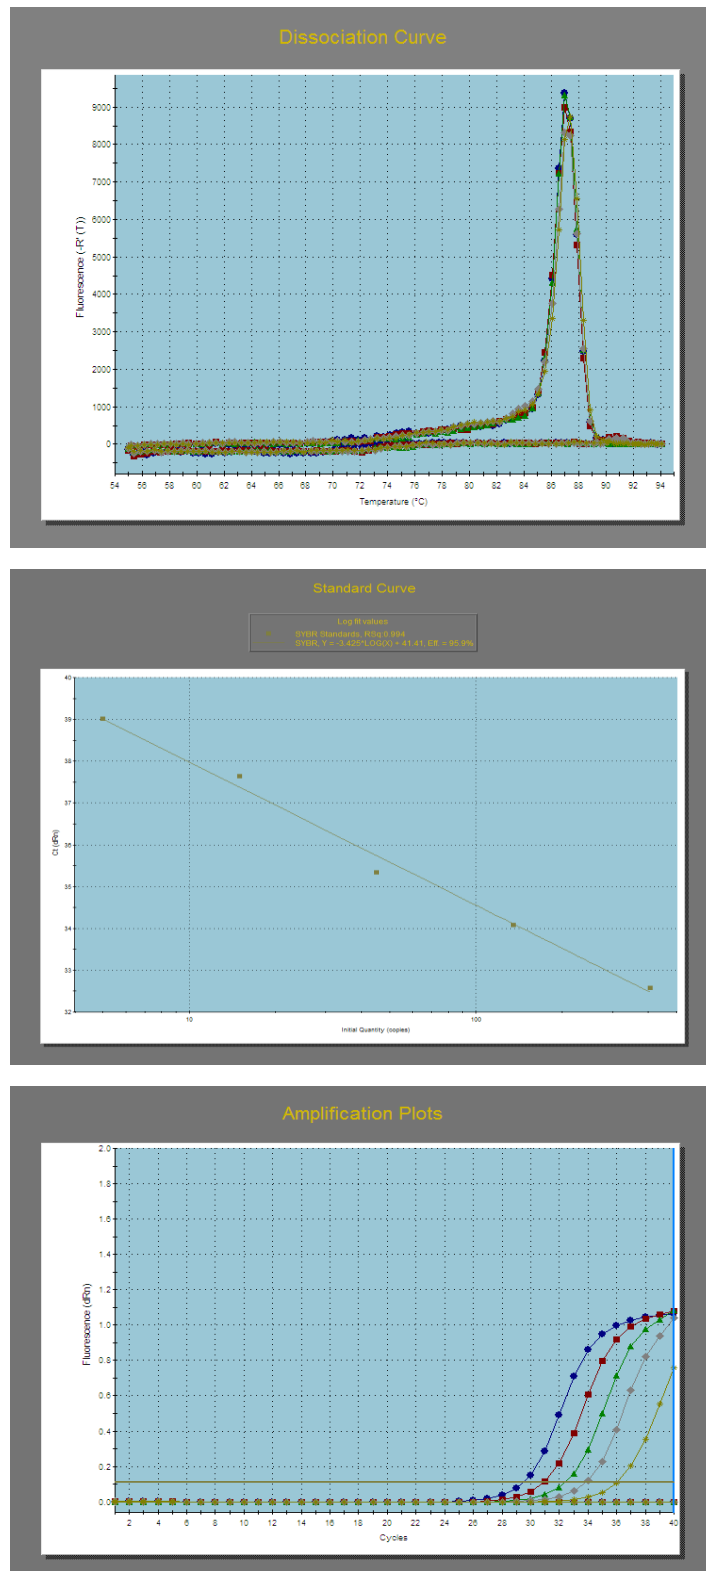 Dissociation Curve
9000
8000
7000
6000
5000
4000
3000
2000
1000
0
Fluorescence (-R' (T))
54 56 58 60 62 64 66 68 70 72 74 76 78 80 82 84 86 88 90 92 94
Temperature (°C)
Standard Curve
Log fit values
SYBR Standards, RSq:0.994
SYBR, Y = -3.425*LOG(X) + 41.41, Eff. = 95.9%
40
39
38
37
36
35
34
33
32
Ct (dRn)
10 100
Initial Quantity (copies)
Amplification Plots
2.0
1.8
1.6
1.4
1.2
1.0
0.8
0.6
0.4
0.2
0.0
Fluorescence (dRn)
2 4 6 8 10 12 14 16 18 20 22 24 26 28 30 32 34 36 38 40
Cycles